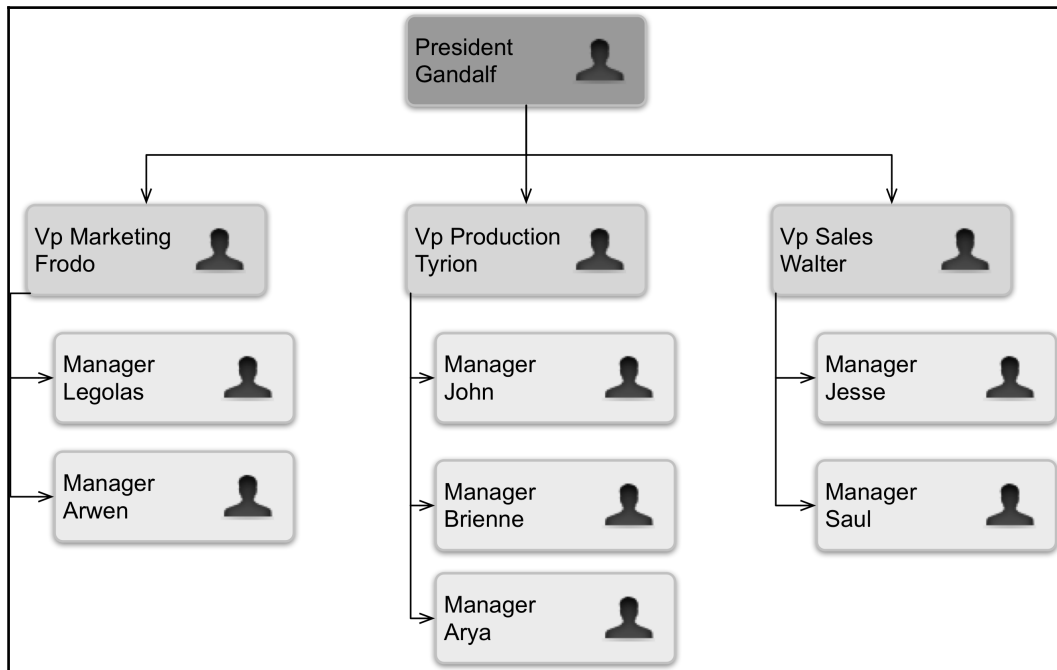 President
Gandalf
Vp Marketing
Frodo
Vp Production
Tyrion
Vp Sales
Walter
Manager
Legolas
Manager
John
Manager
Jesse
Manager
Arwen
Manager
Brienne
Manager
Saul
Manager
Arya